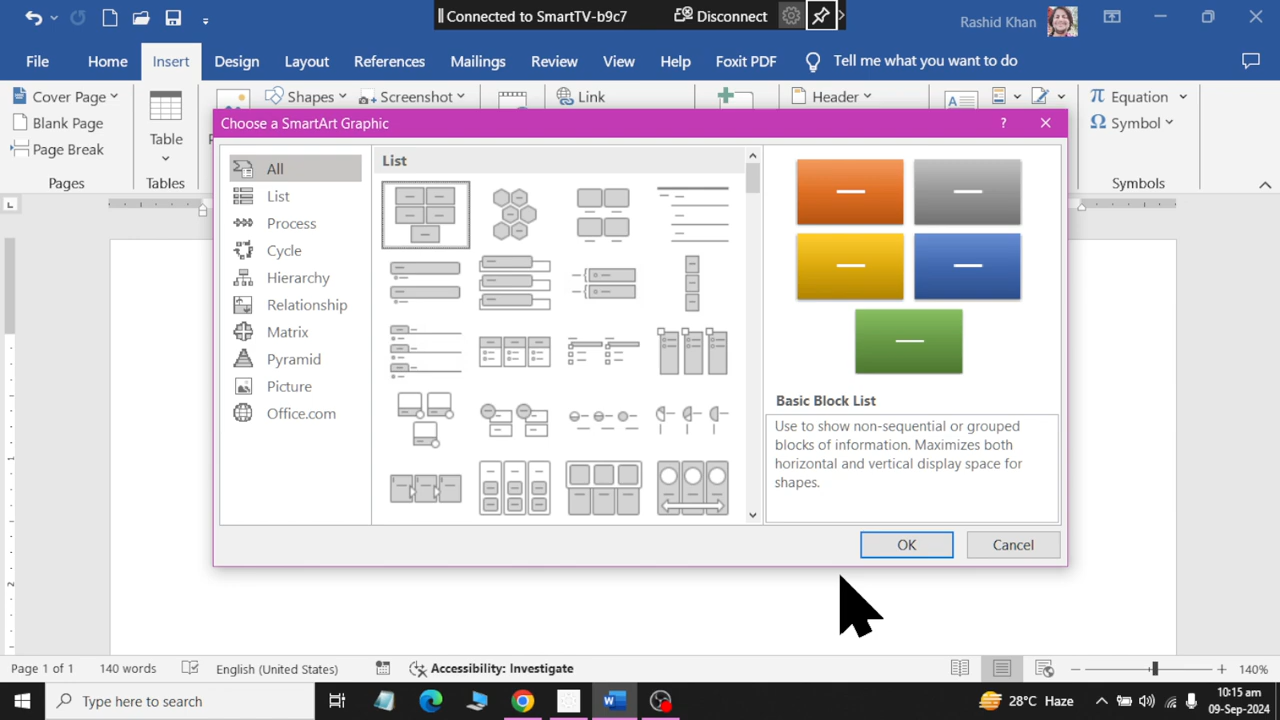 Connected to SmartTV-b9c7 Disconnect
Rashid Khan
File Home Insert Design Layout References Mailings Review View Help Foxit PDF Tell me what you want to do
Cover Page Shapes Screenshot Link Header Equation
Blank Page Table Symbol
Page Break
Pages Tables Symbols
Choose a SmartArt Graphic ?
All
List
Process
Cycle
Hierarchy
Relationship
Matrix
Pyramid
Picture
Office.com
List
Basic Block List
Use to show non-sequential or grouped
blocks of information. Maximizes both
horizontal and vertical display space for
shapes.
OK Cancel
Page 1 of 1 140 words English (United States) Accessibility: Investigate 140%
Type here to search 28°C Haze 10:15 am
09-Sep-2024